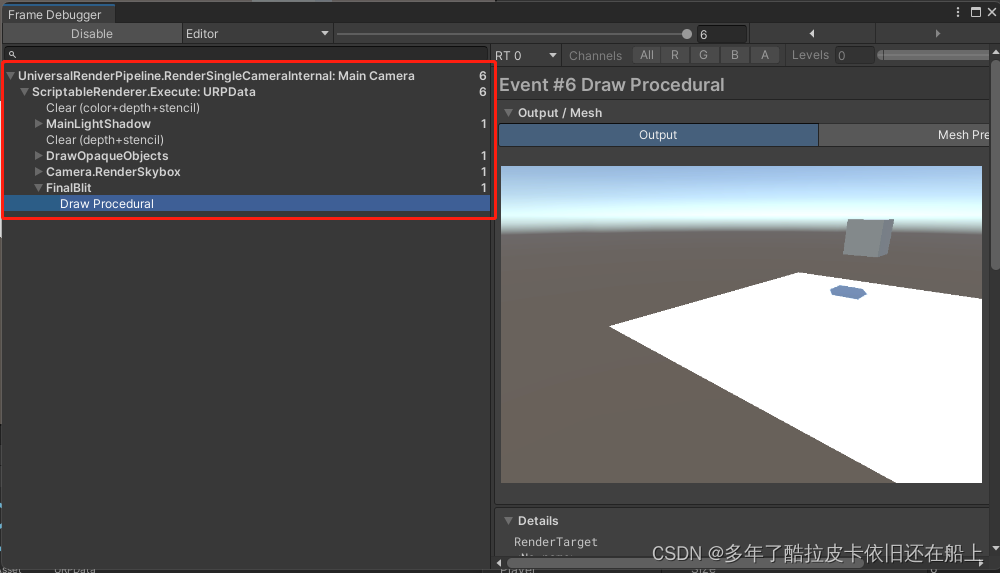 Frame Debugger
Disable
Editor
6
RT 0
Channels
All
R
G
B
A
Levels
0
UniversalRenderPipeline.RenderSingleCameraInternal: Main Camera 6
ScriptableRenderer.Execute: URPData 6
Clear (color+depth+stencil)
MainLightShadow 1
Clear (depth+stencil)
DrawOpaqueObjects 1
Camera.RenderSkybox 1
FinalBlit 1
Draw Procedural
Event #6 Draw Procedural
Output / Mesh
Output
Mesh Pre
Details
RenderTarget
CSDN @多年了酷拉皮卡依旧还在船上